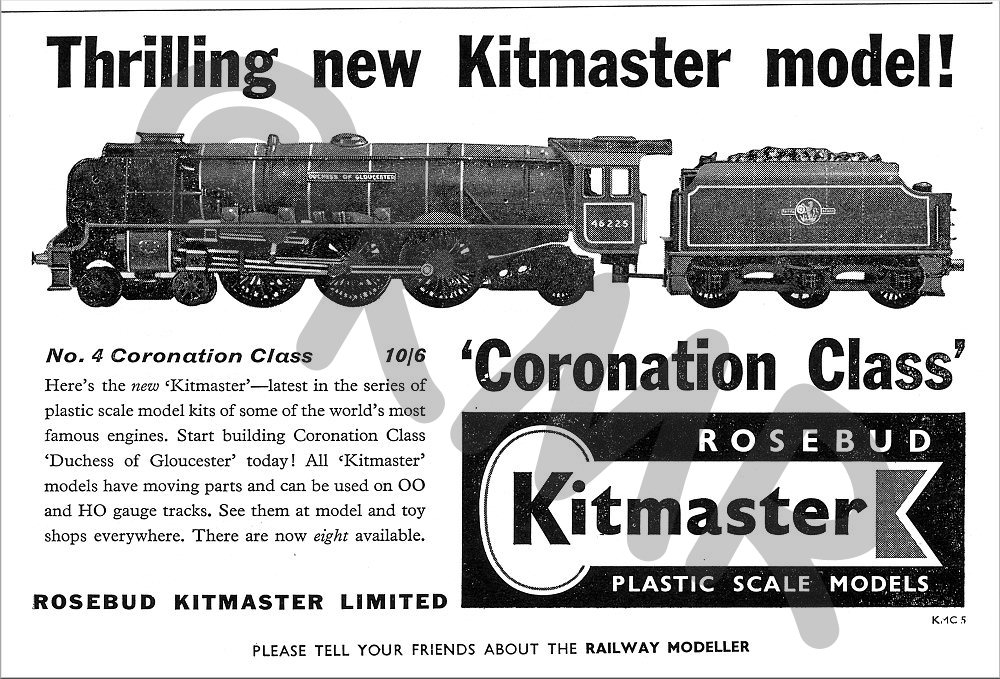 Thrilling new Kitmaster model!
DUCHESS OF GLOUCESTER
46225
No. 4 Coronation Class 10/6
Here's the new ‘Kitmaster’—latest in the series of
plastic scale model kits of some of the world's most
famous engines. Start building Coronation Class
‘Duchess of Gloucester’ today! All ‘Kitmaster’
models have moving parts and can be used on OO
and HO gauge tracks. See them at model and toy
shops everywhere. There are now eight available.
ROSEBUD KITMASTER LIMITED
‘Coronation Class’
ROSEBUD
Kitmaster
PLASTIC SCALE MODELS
PLEASE TELL YOUR FRIENDS ABOUT THE RAILWAY MODELLER
RMP